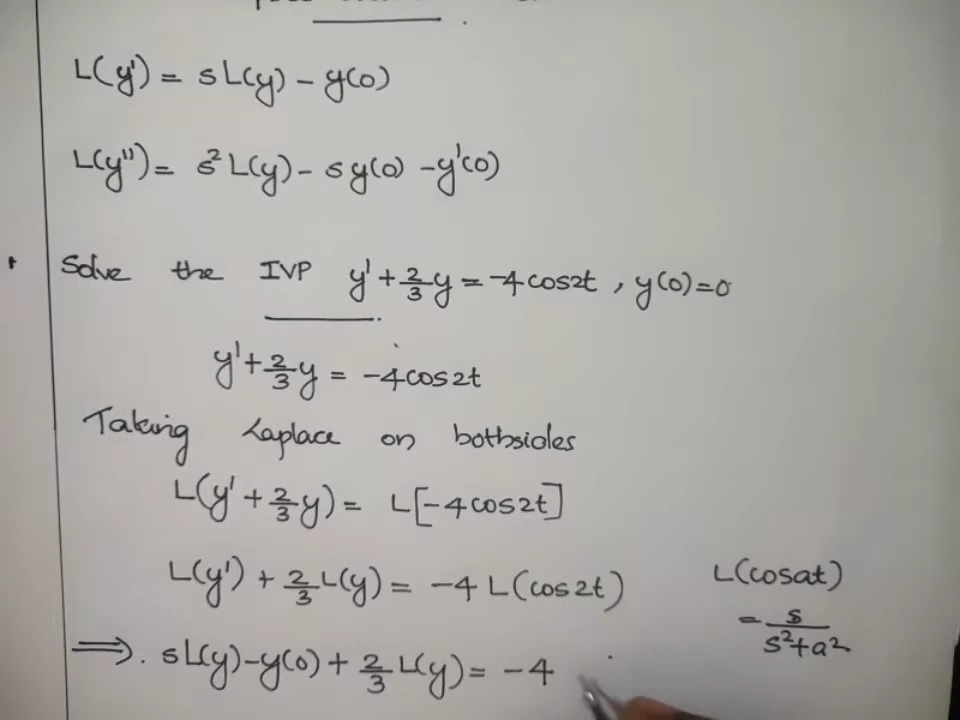 L(y') = sL(y) - y(0)
L(y'') = s²L(y) - sy(0) - y'(0)
Solve the IVP y' + 2/3 y = -4cos2t, y(0)=0
y' + 2/3 y = -4cos2t
Taking Laplace on bothsides
L(y' + 2/3 y) = L[-4cos2t]
L(y') + 2/3 L(y) = -4 L(cos2t)
L(cosat)
= s/(s²+a²)
⇒. sL(y) - y(0) + 2/3 L(y) = -4